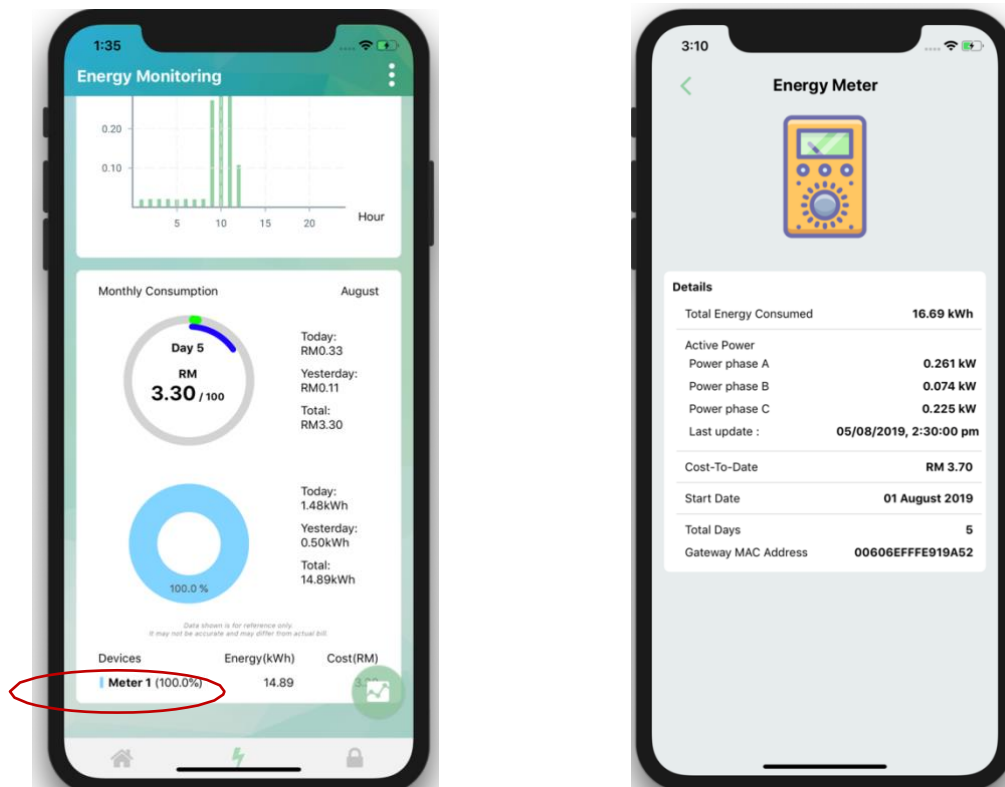 1:35
Energy Monitoring
0.20
0.10
5 10 15 20
Hour
Monthly Consumption August
Day 5
RM
3.30 / 100
Today:
RM0.33
Yesterday:
RM0.11
Total:
RM3.30
Today:
1.48kWh
Yesterday:
0.50kWh
Total:
14.89kWh
100.0 %
Data shown is for reference only.
It may not be accurate and may differ from actual bill.
Devices Energy(kWh) Cost(RM)
Meter 1 (100.0%) 14.89
3:10
Energy Meter
Details
Total Energy Consumed 16.69 kWh
Active Power
Power phase A 0.261 kW
Power phase B 0.074 kW
Power phase C 0.225 kW
Last update : 05/08/2019, 2:30:00 pm
Cost-To-Date RM 3.70
Start Date 01 August 2019
Total Days 5
Gateway MAC Address 00606EFFFE919A52